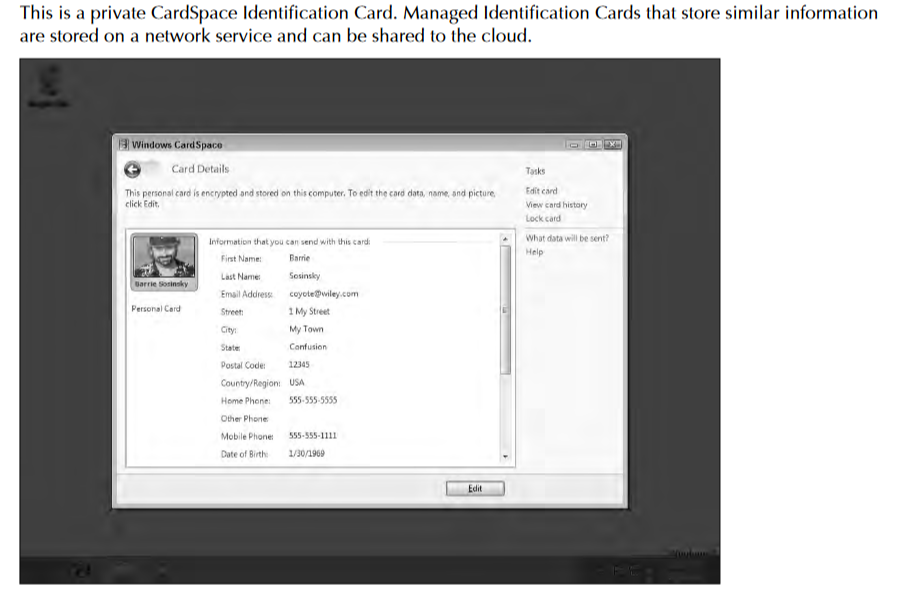 This is a private CardSpace Identification Card. Managed Identification Cards that store similar information
are stored on a network service and can be shared to the cloud.
Windows CardSpace
Card Details
This personal card is encrypted and stored on this computer. To edit the card data, name, and picture,
click Edit.
Barrie Sosinsky
Personal Card
Information that you can send with this card:
First Name: Barrie
Last Name: Sosinsky
Email Address: coyote@wiley.com
Street: 1 My Street
City: My Town
State: Confusion
Postal Code: 12345
Country/Region: USA
Home Phone: 555-555-5555
Other Phone:
Mobile Phone: 555-555-1111
Date of Birth: 1/30/1969
Tasks
Edit card
View card history
Lock card
What data will be sent?
Help
Edit